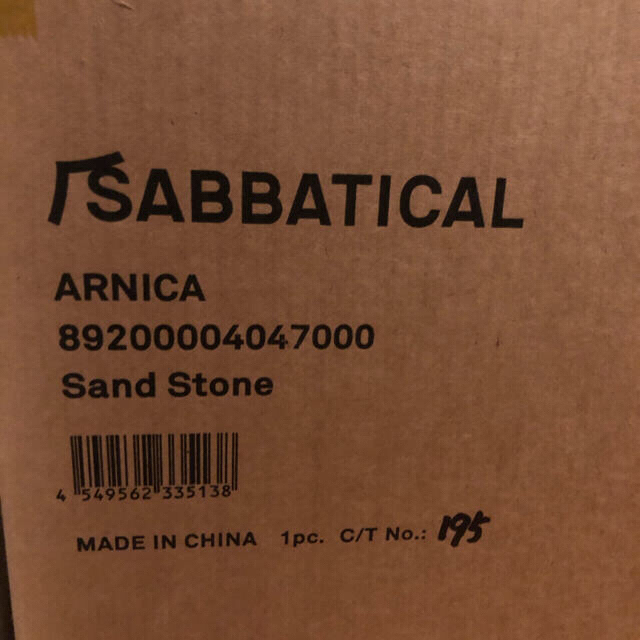 SABBATICAL
ARNICA
89200004047000
Sand Stone
4 549562 335138
MADE IN CHINA 1pc. C/T No.: 195